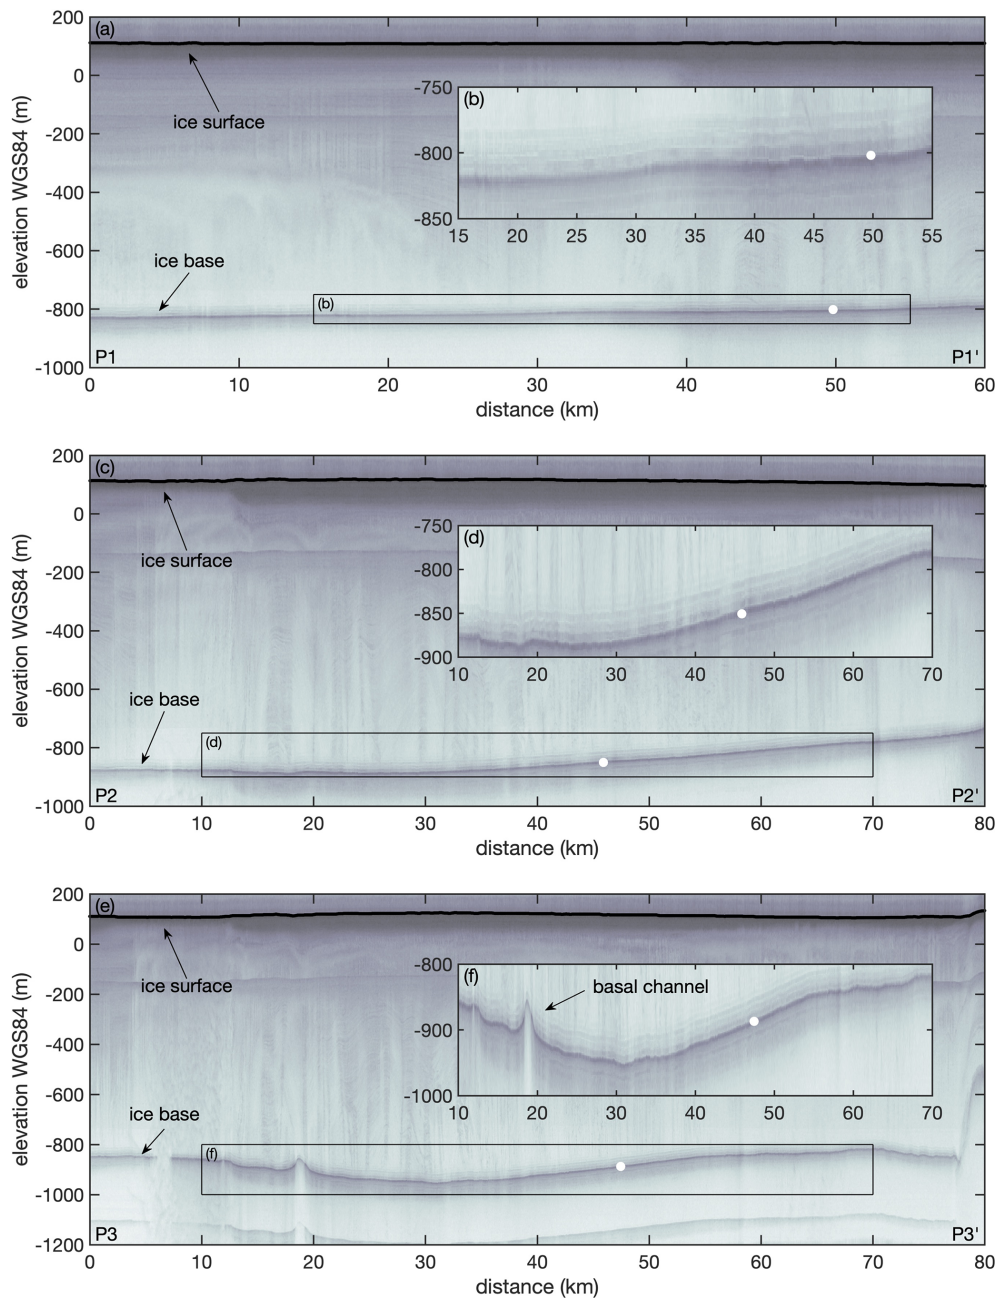 200
(a)
0
ice surface
-200
-400
-600
-800
-1000
elevation WGS84 (m)
(b)
-750
-800
-850
15 20 25 30 35 40 45 50 55
ice base
(b)
P1 P1'
0 10 20 30 40 50 60
distance (km)
200
(c)
0
ice surface
-200
-400
-600
-800
-1000
elevation WGS84 (m)
(d)
-750
-800
-850
-900
10 20 30 40 50 60 70
ice base
(d)
P2 P2'
0 10 20 30 40 50 60 70 80
distance (km)
200
(e)
0
ice surface
-200
-400
-600
-800
-1000
-1200
elevation WGS84 (m)
(f)
basal channel
-800
-900
-1000
10 20 30 40 50 60 70
ice base
(f)
P3 P3'
0 10 20 30 40 50 60 70 80
distance (km)